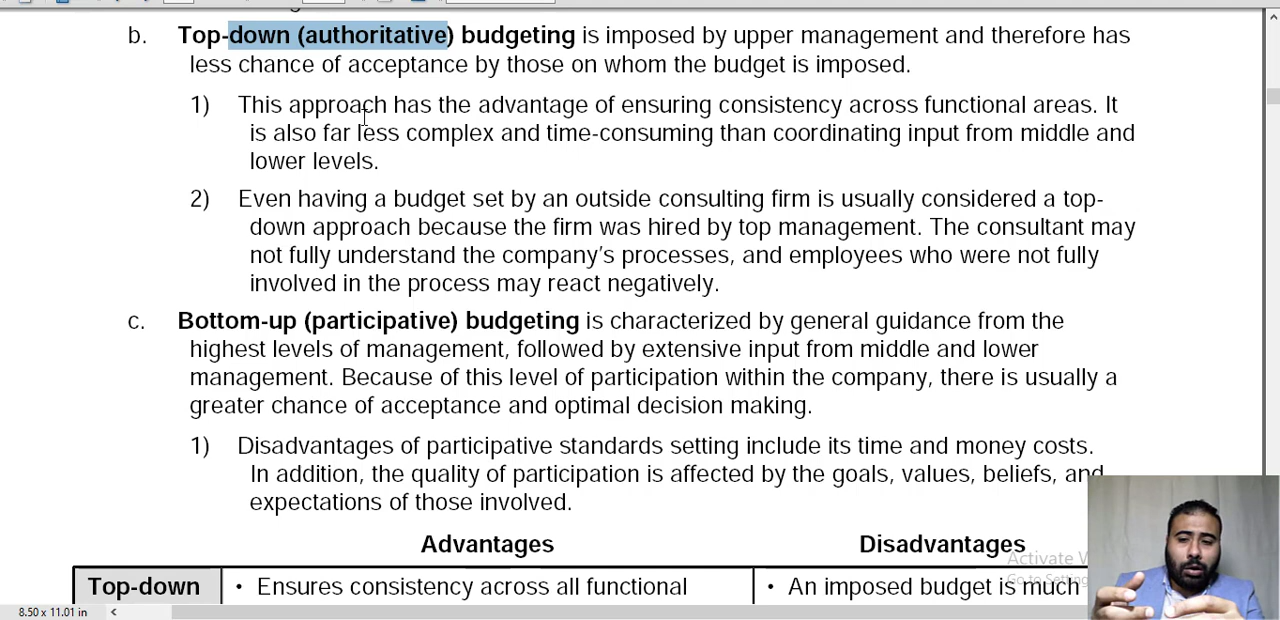 b. Top-down (authoritative) budgeting is imposed by upper management and therefore has
less chance of acceptance by those on whom the budget is imposed.
1) This approach has the advantage of ensuring consistency across functional areas. It
is also far less complex and time-consuming than coordinating input from middle and
lower levels.
2) Even having a budget set by an outside consulting firm is usually considered a top-
down approach because the firm was hired by top management. The consultant may
not fully understand the company's processes, and employees who were not fully
involved in the process may react negatively.
c. Bottom-up (participative) budgeting is characterized by general guidance from the
highest levels of management, followed by extensive input from middle and lower
management. Because of this level of participation within the company, there is usually a
greater chance of acceptance and optimal decision making.
1) Disadvantages of participative standards setting include its time and money costs.
In addition, the quality of participation is affected by the goals, values, beliefs, and
expectations of those involved.
Advantages Disadvantages
Activate
Go to Setting
Top-down • Ensures consistency across all functional • An imposed budget is much
8.50 x 11.01 in